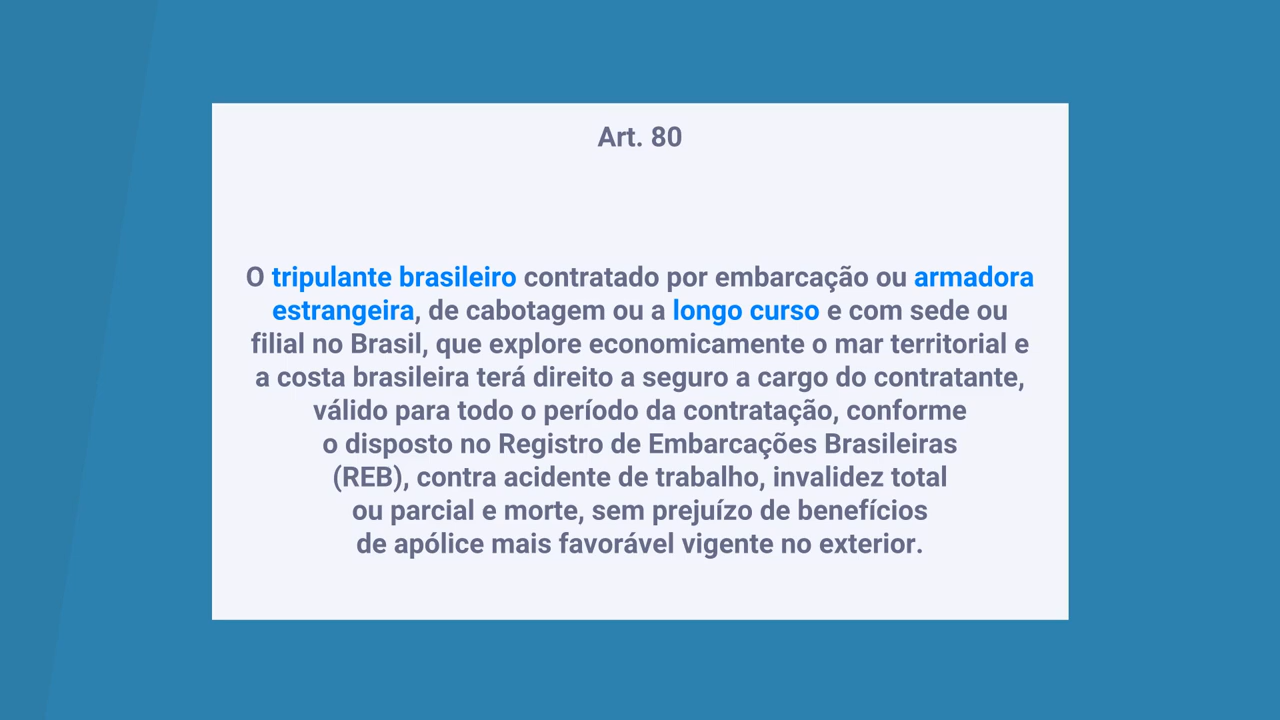 Art. 80
O tripulante brasileiro contratado por embarcação ou armadora
estrangeira, de cabotagem ou a longo curso e com sede ou
filial no Brasil, que explore economicamente o mar territorial e
a costa brasileira terá direito a seguro a cargo do contratante,
válido para todo o período da contratação, conforme
o disposto no Registro de Embarcações Brasileiras
(REB), contra acidente de trabalho, invalidez total
ou parcial e morte, sem prejuízo de benefícios
de apólice mais favorável vigente no exterior.